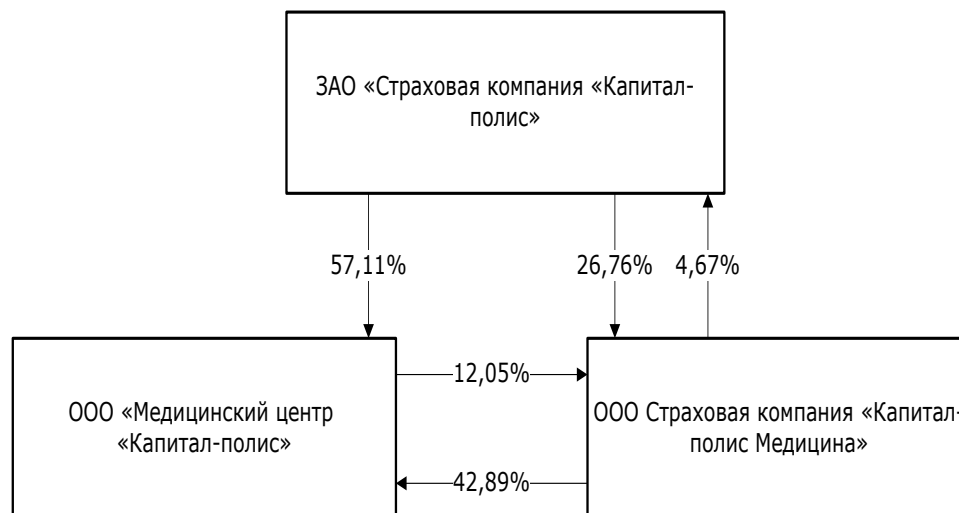 ЗАО «Страховая компания «Капитал-
полис»
57,11%
26,76%
4,67%
12,05%
ООО «Медицинский центр
«Капитал-полис»
ООО Страховая компания «Капитал-
полис Медицина»
42,89%